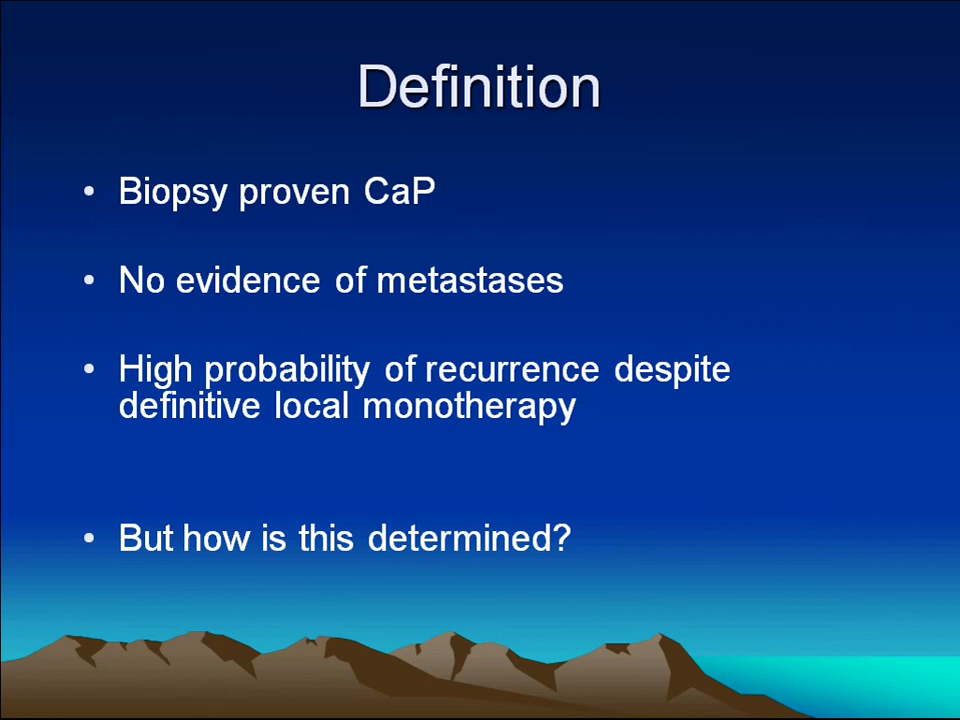 Definition
• Biopsy proven CaP
• No evidence of metastases
• High probability of recurrence despite
definitive local monotherapy
• But how is this determined?